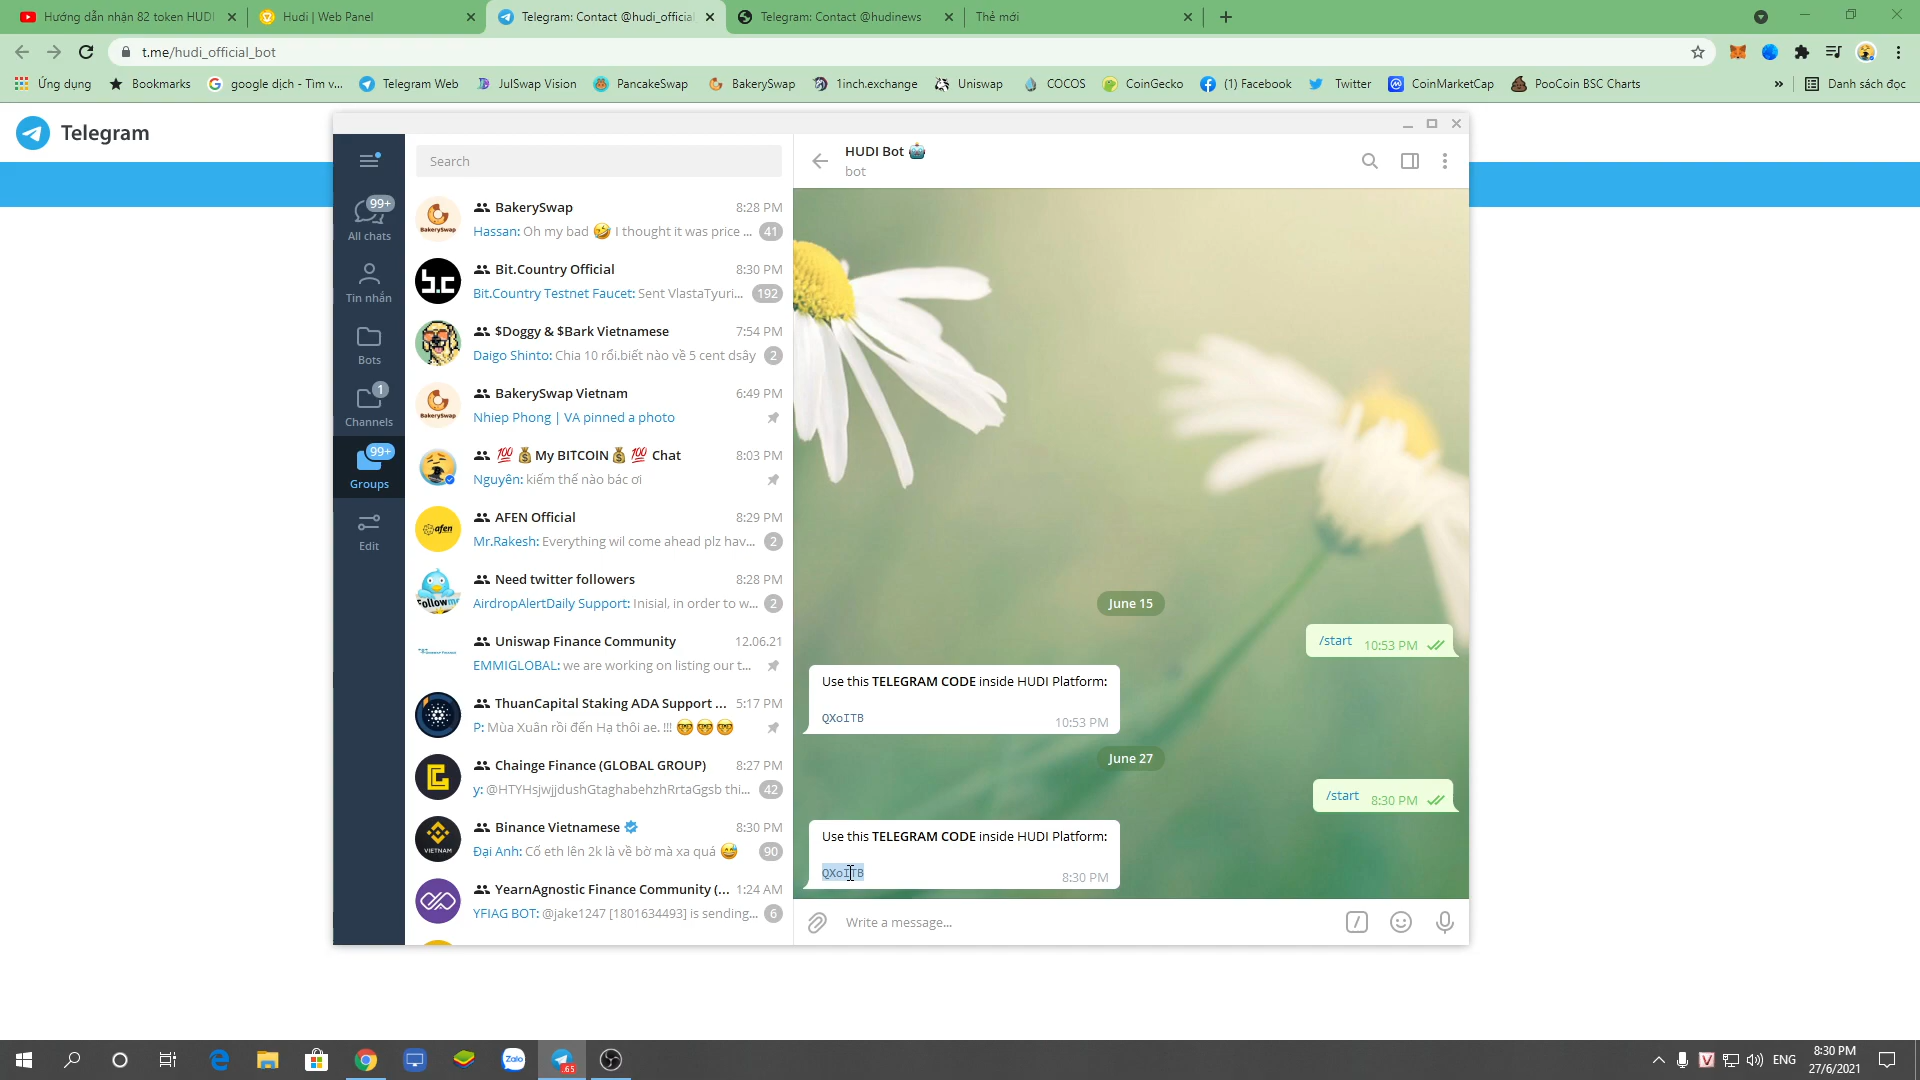 Hướng dẫn nhận 82 token HUDI
Hudi | Web Panel
Telegram: Contact @hudi_official
Telegram: Contact @hudinews
Thẻ mới
t.me/hudi_official_bot
Ứng dụng
Bookmarks
google dịch - Tìm v...
Telegram Web
JulSwap Vision
PancakeSwap
BakerySwap
1inch.exchange
Uniswap
COCOS
CoinGecko
(1) Facebook
Twitter
CoinMarketCap
PooCoin BSC Charts
»
Danh sách đọc
Telegram
99+
All chats
Tin nhắn
Bots
1
Channels
99+
Groups
Edit
Search
BakerySwap 8:28 PM
Hassan: Oh my bad 🤣 I thought it was price ... 41
Bit.Country Official 8:30 PM
Bit.Country Testnet Faucet: Sent VlastaTyuri... 192
$Doggy & $Bark Vietnamese 7:54 PM
Daigo Shinto: Chia 10 rồi.biết nào về 5 cent dsây 2
BakerySwap Vietnam 6:49 PM
Nhiep Phong | VA pinned a photo
💯💰My BITCOIN💰💯 Chat 8:03 PM
Nguyên: kiếm thế nào bác ơi
AFEN Official 8:29 PM
Mr.Rakesh: Everything wil come ahead plz hav... 2
Need twitter followers 8:28 PM
AirdropAlertDaily Support: Inisial, in order to w... 2
Uniswap Finance Community 12.06.21
EMMIGLOBAL: we are working on listing our t...
ThuanCapital Staking ADA Support ... 5:17 PM
P: Mùa Xuân rồi đến Hạ thôi ae. !!! 🤓🤓🤓
Chainge Finance (GLOBAL GROUP) 8:27 PM
y: @HTYHsjwjjdushGtaghabehzhRrtaGgsb thi... 42
Binance Vietnamese 8:30 PM
Đại Anh: Cố eth lên 2k là về bờ mà xa quá 😅 90
YearnAgnostic Finance Community (... 1:24 AM
YFIAG BOT: @jake1247 [1801634493] is sending... 6
HUDI Bot 🤖
bot
June 15
/start 10:53 PM
Use this TELEGRAM CODE inside HUDI Platform:
QXoITB 10:53 PM
June 27
/start 8:30 PM
Use this TELEGRAM CODE inside HUDI Platform:
QXoITB 8:30 PM
Write a message...
BakerySwap
b.c
BakerySwap
afen
VIETNAM
Zalo
.65
ENG
8:30 PM
27/6/2021